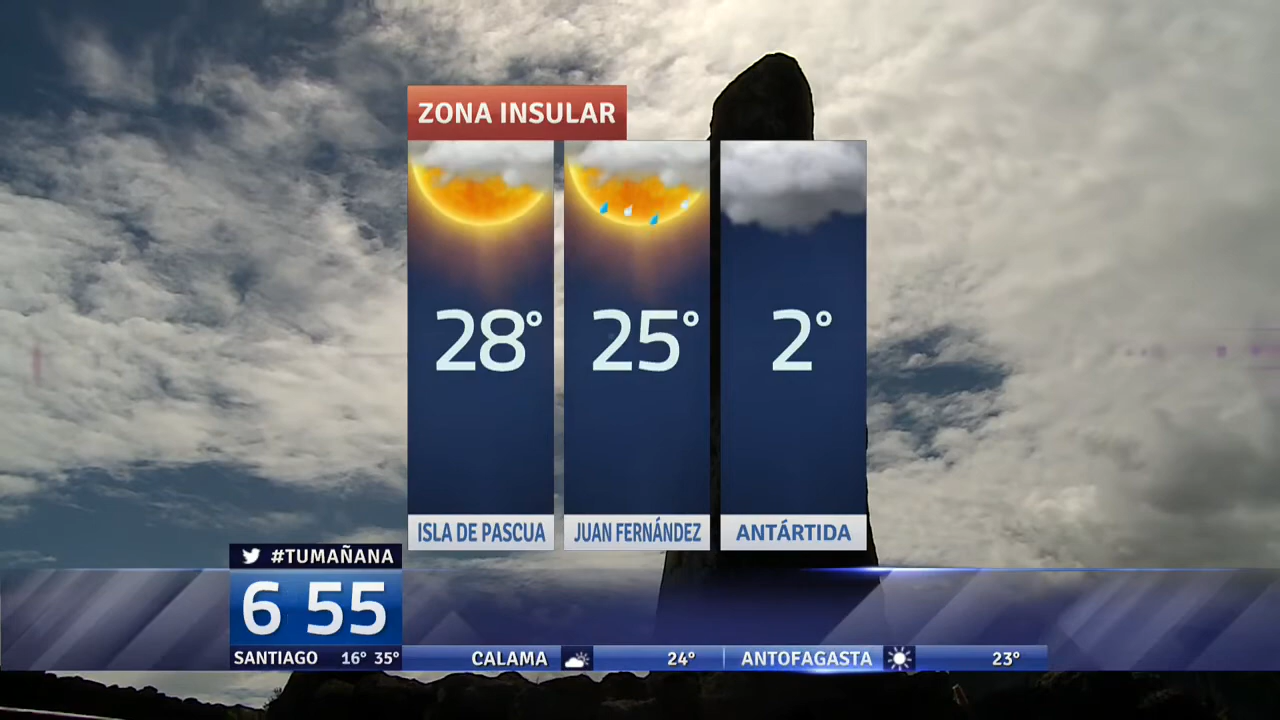 ZONA INSULAR
28° 25° 2°
ISLA DE PASCUA JUAN FERNÁNDEZ ANTÁRTIDA
#TUMAÑANA
6 55
SANTIAGO 16° 35° CALAMA 24° ANTOFAGASTA 23°